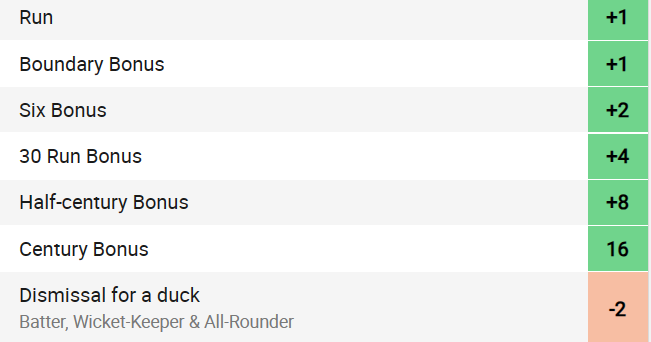 Run +1
Boundary Bonus +1
Six Bonus +2
30 Run Bonus +4
Half-century Bonus +8
Century Bonus 16
Dismissal for a duck -2
Batter, Wicket-Keeper & All-Rounder